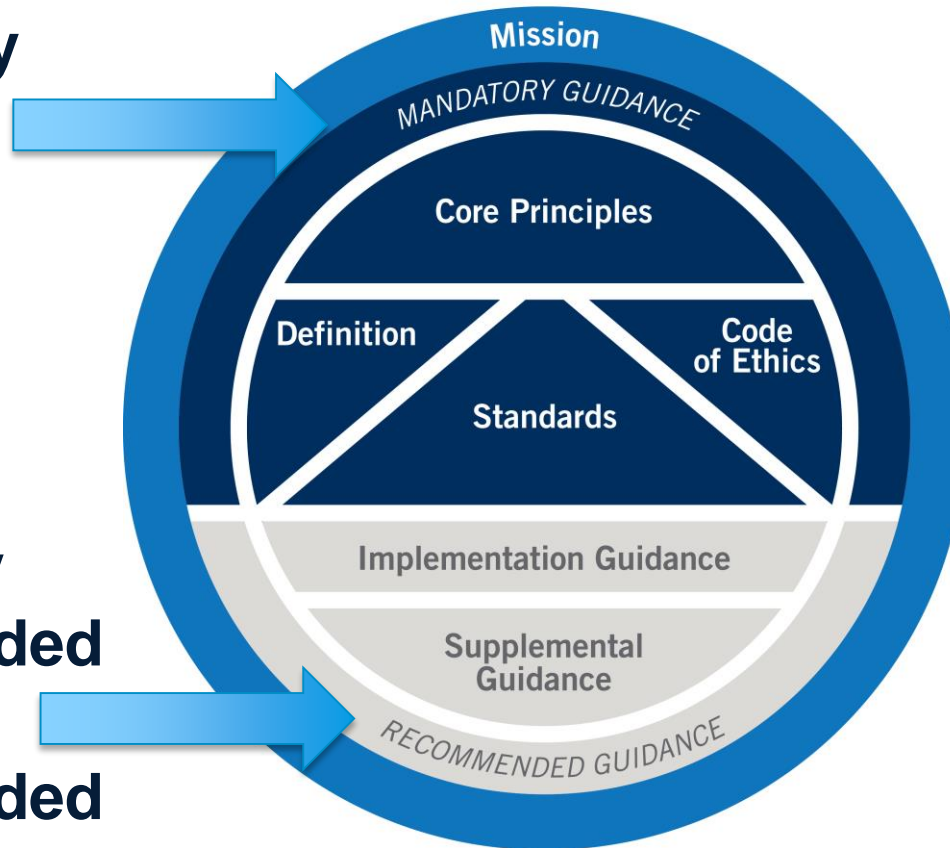 Mission
MANDATORY GUIDANCE
Core Principles
Definition
Code
of Ethics
Standards
Implementation Guidance
ded
Supplemental
Guidance
RECOMMENDED GUIDANCE
ded